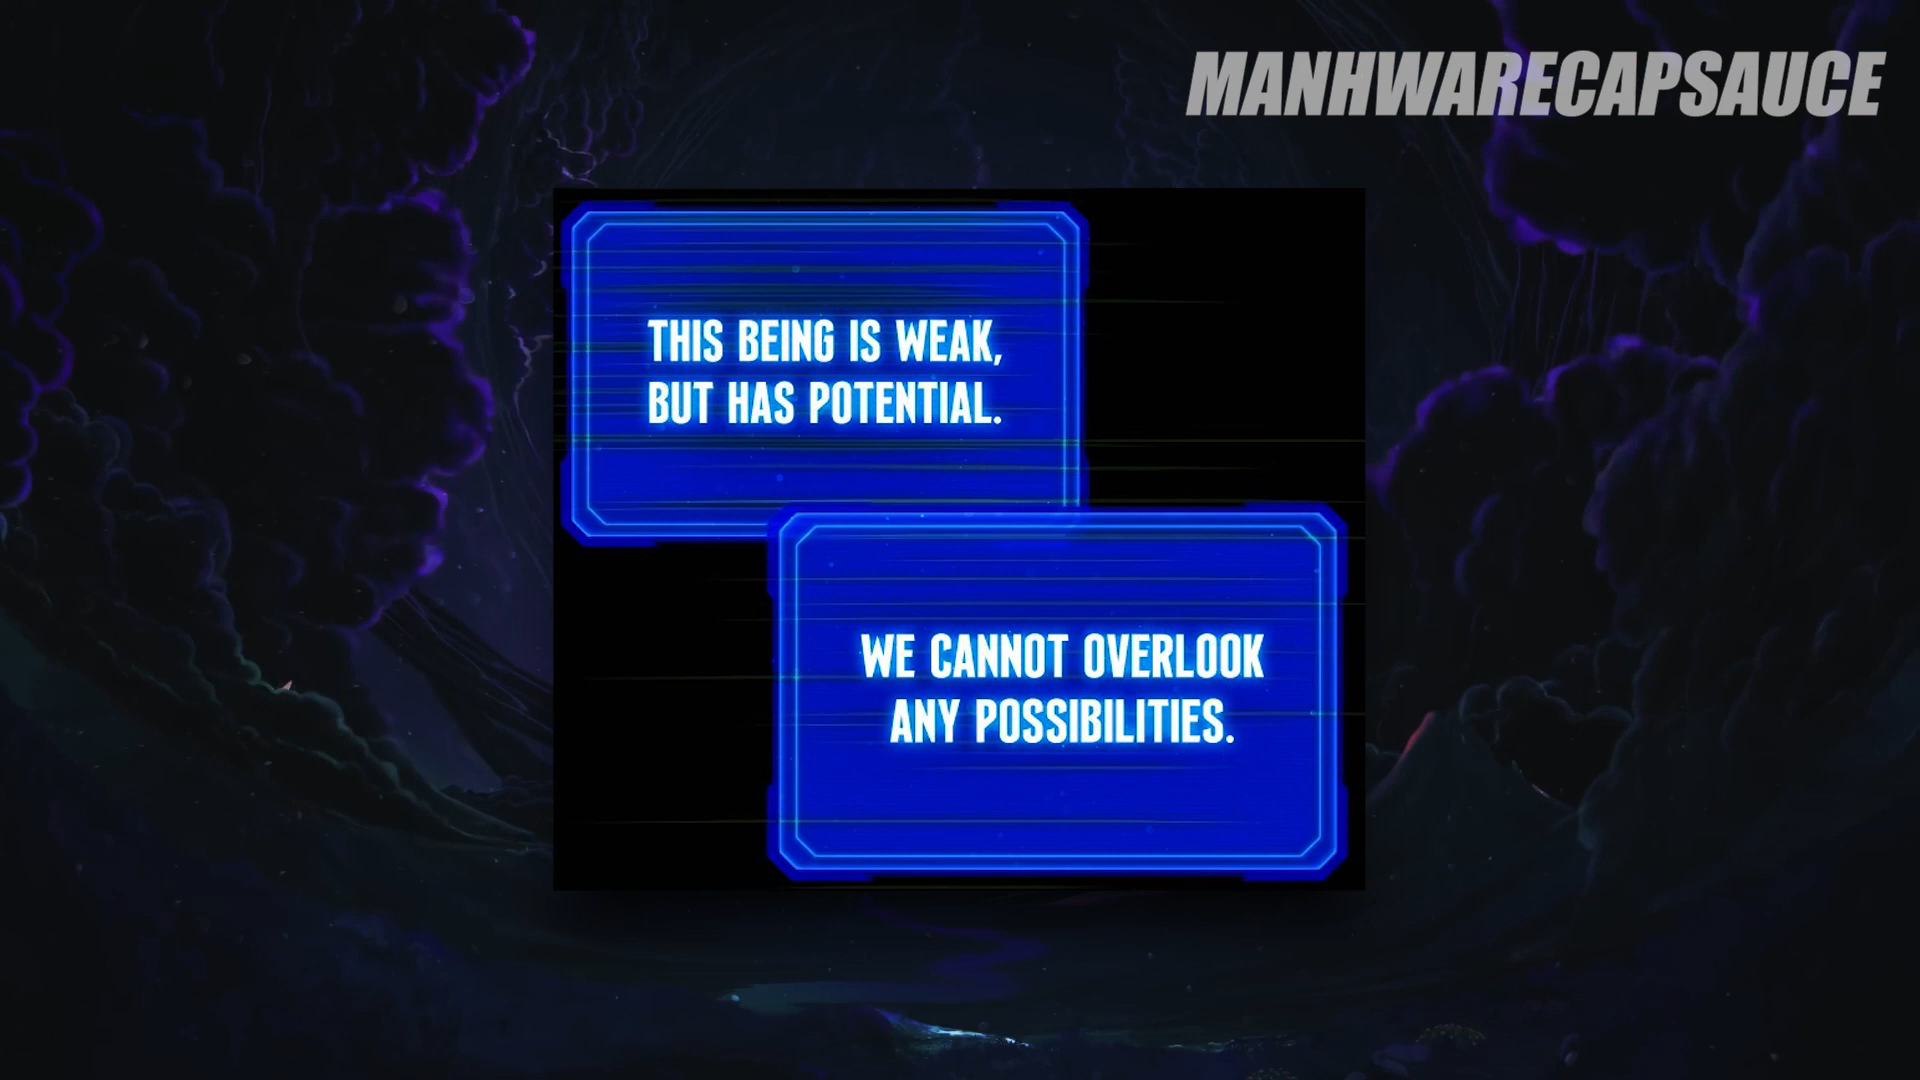 MANHWARECAPSAUCE
THIS BEING IS WEAK,
BUT HAS POTENTIAL.
WE CANNOT OVERLOOK
ANY POSSIBILITIES.